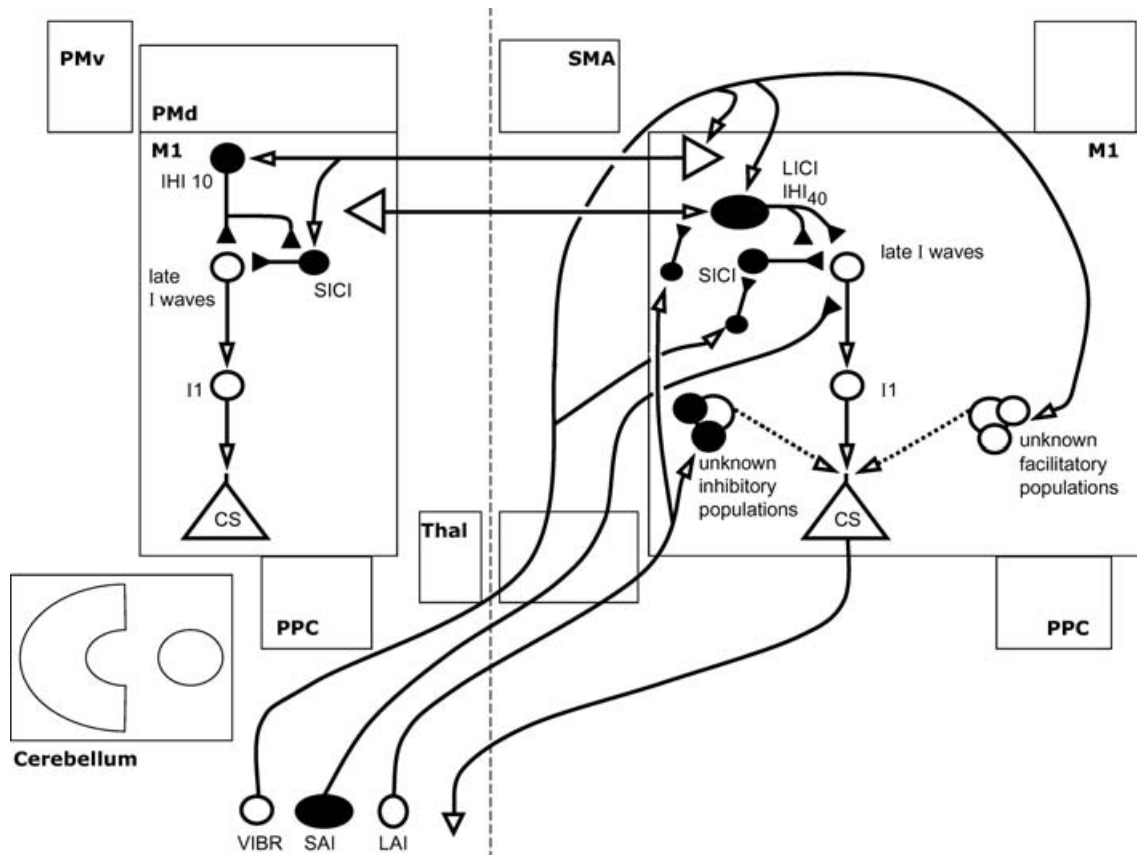 PMv
SMA
PMd
M1
IHI 10
SICI
late
I waves
I1
CS
M1
LICI
IHI40
SICI
late I waves
I1
unknown
inhibitory
populations
unknown
facilitatory
populations
CS
Thal
PPC
PPC
Cerebellum
VIBR
SAI
LAI